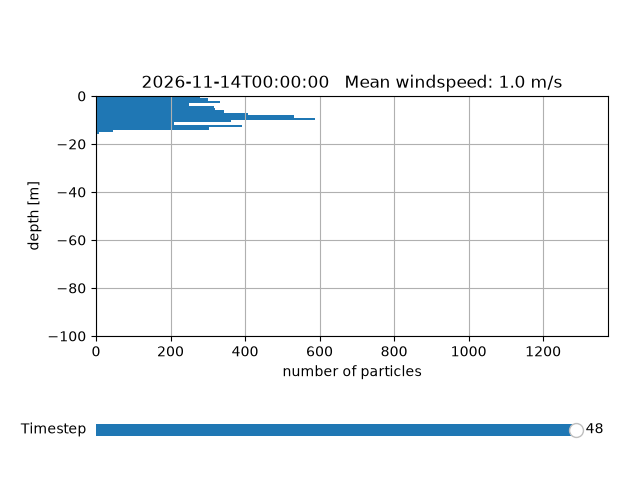 2026-11-14T00:00:00   Mean windspeed: 1.0 m/s
0
−20
−40
−60
−80
−100
depth [m]
0 200 400 600 800 1000 1200
number of particles
Timestep 48